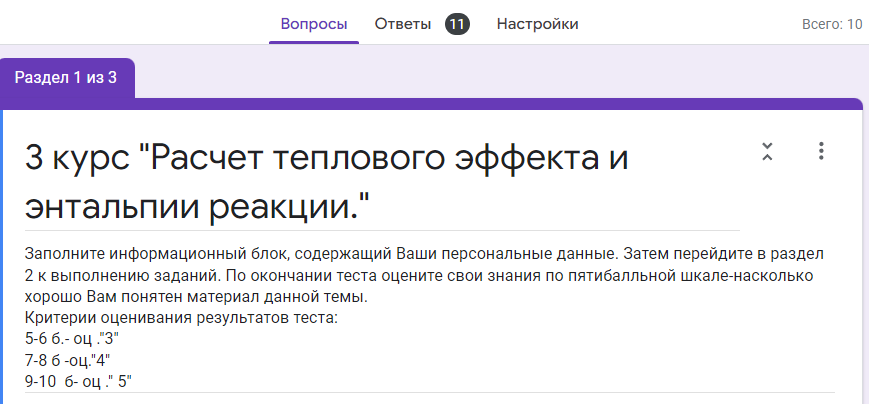 Вопросы Ответы 11 Настройки Всего: 10
Раздел 1 из 3
3 курс "Расчет теплового эффекта и
энтальпии реакции."
Заполните информационный блок, содержащий Ваши персональные данные. Затем перейдите в раздел
2 к выполнению заданий. По окончании теста оцените свои знания по пятибалльной шкале-насколько
хорошо Вам понятен материал данной темы.
Критерии оценивания результатов теста:
5-6 б.- оц ."3"
7-8 б -оц."4"
9-10  б- оц ." 5"